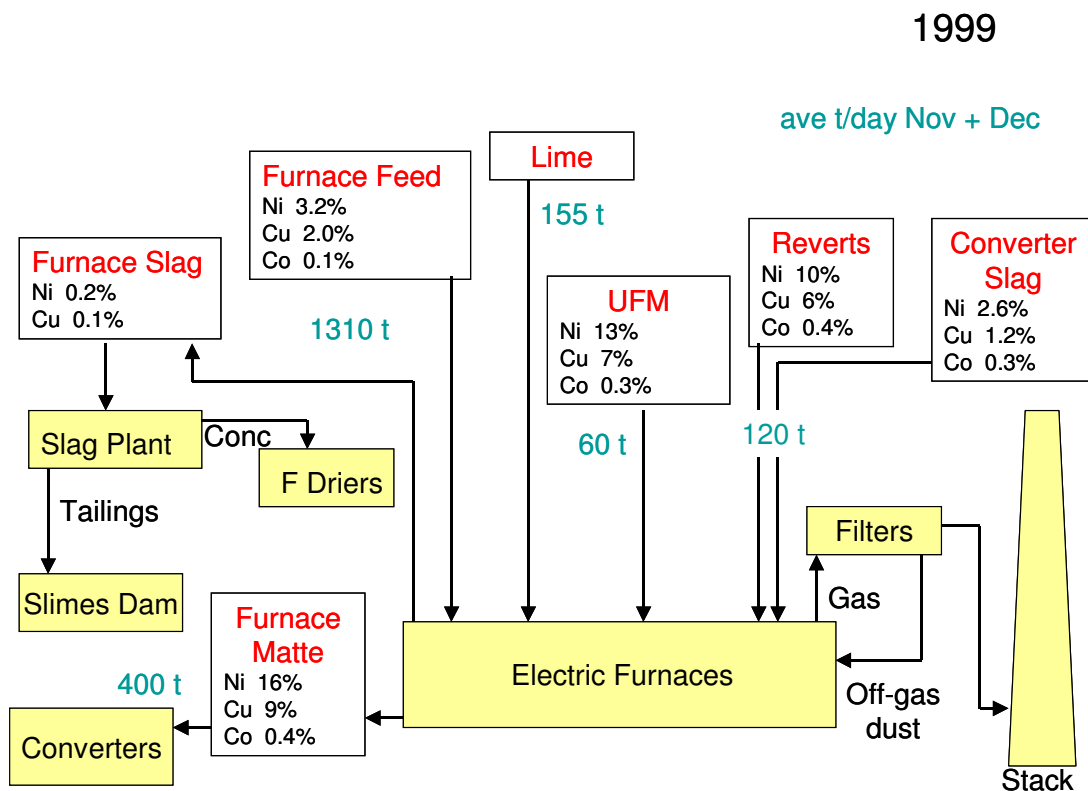 1999
ave t/day Nov + Dec
Lime
155 t
Furnace Feed
Ni 3.2%
Cu 2.0%
Co 0.1%
1310 t
Furnace Slag
Ni 0.2%
Cu 0.1%
UFM
Ni 13%
Cu 7%
Co 0.3%
60 t
Reverts
Ni 10%
Cu 6%
Co 0.4%
Converter
Slag
Ni 2.6%
Cu 1.2%
Co 0.3%
120 t
Slag Plant
Conc
F Driers
Tailings
Slimes Dam
Filters
Gas
Furnace
Matte
Ni 16%
Cu 9%
Co 0.4%
400 t
Converters
Electric Furnaces
Off-gas
dust
Stack